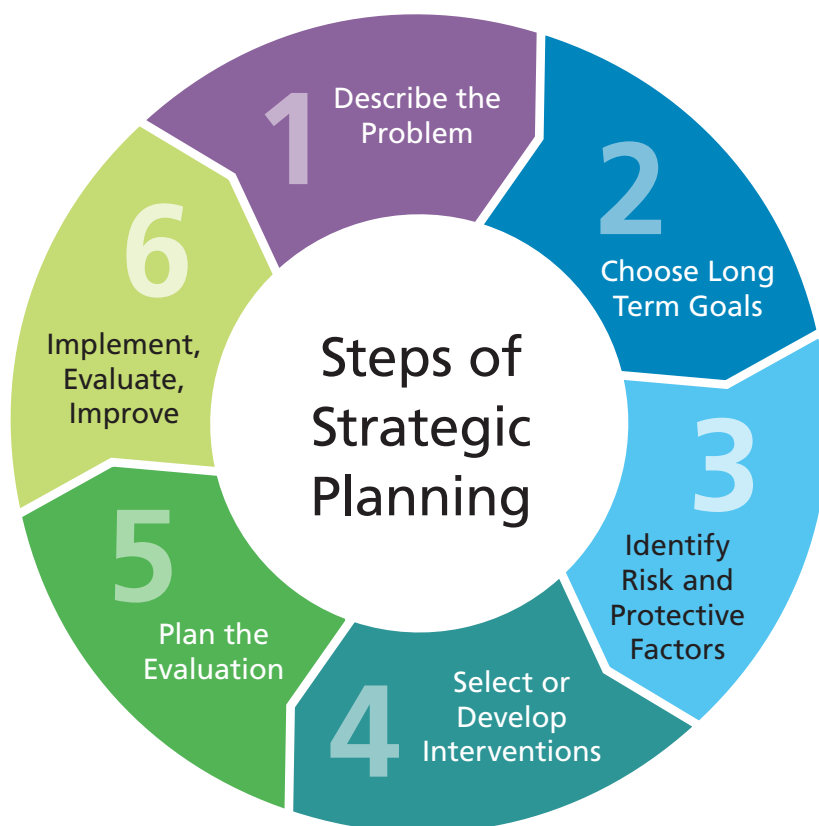 1
Describe the
Problem
2
Choose Long
Term Goals
3
Identify
Risk and
Protective
Factors
4
Select or
Develop
Interventions
5
Plan the
Evaluation
6
Implement,
Evaluate,
Improve
Steps of
Strategic
Planning